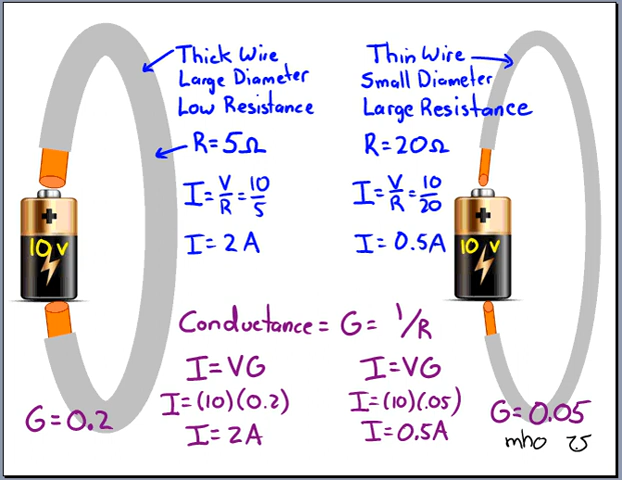 Thick Wire
Large Diameter
Low Resistance
R=5Ω
I=V/R=10/5
I=2A
10 v
Thin Wire
Small Diameter
Large Resistance
R=20Ω
I=V/R=10/20
I=0.5A
10 v
Conductance=G=1/R
I=VG
I=(10)(0.2)
I=2A
G=0.2
I=VG
I=(10)(.05)
I=0.5A
G=0.05
mho